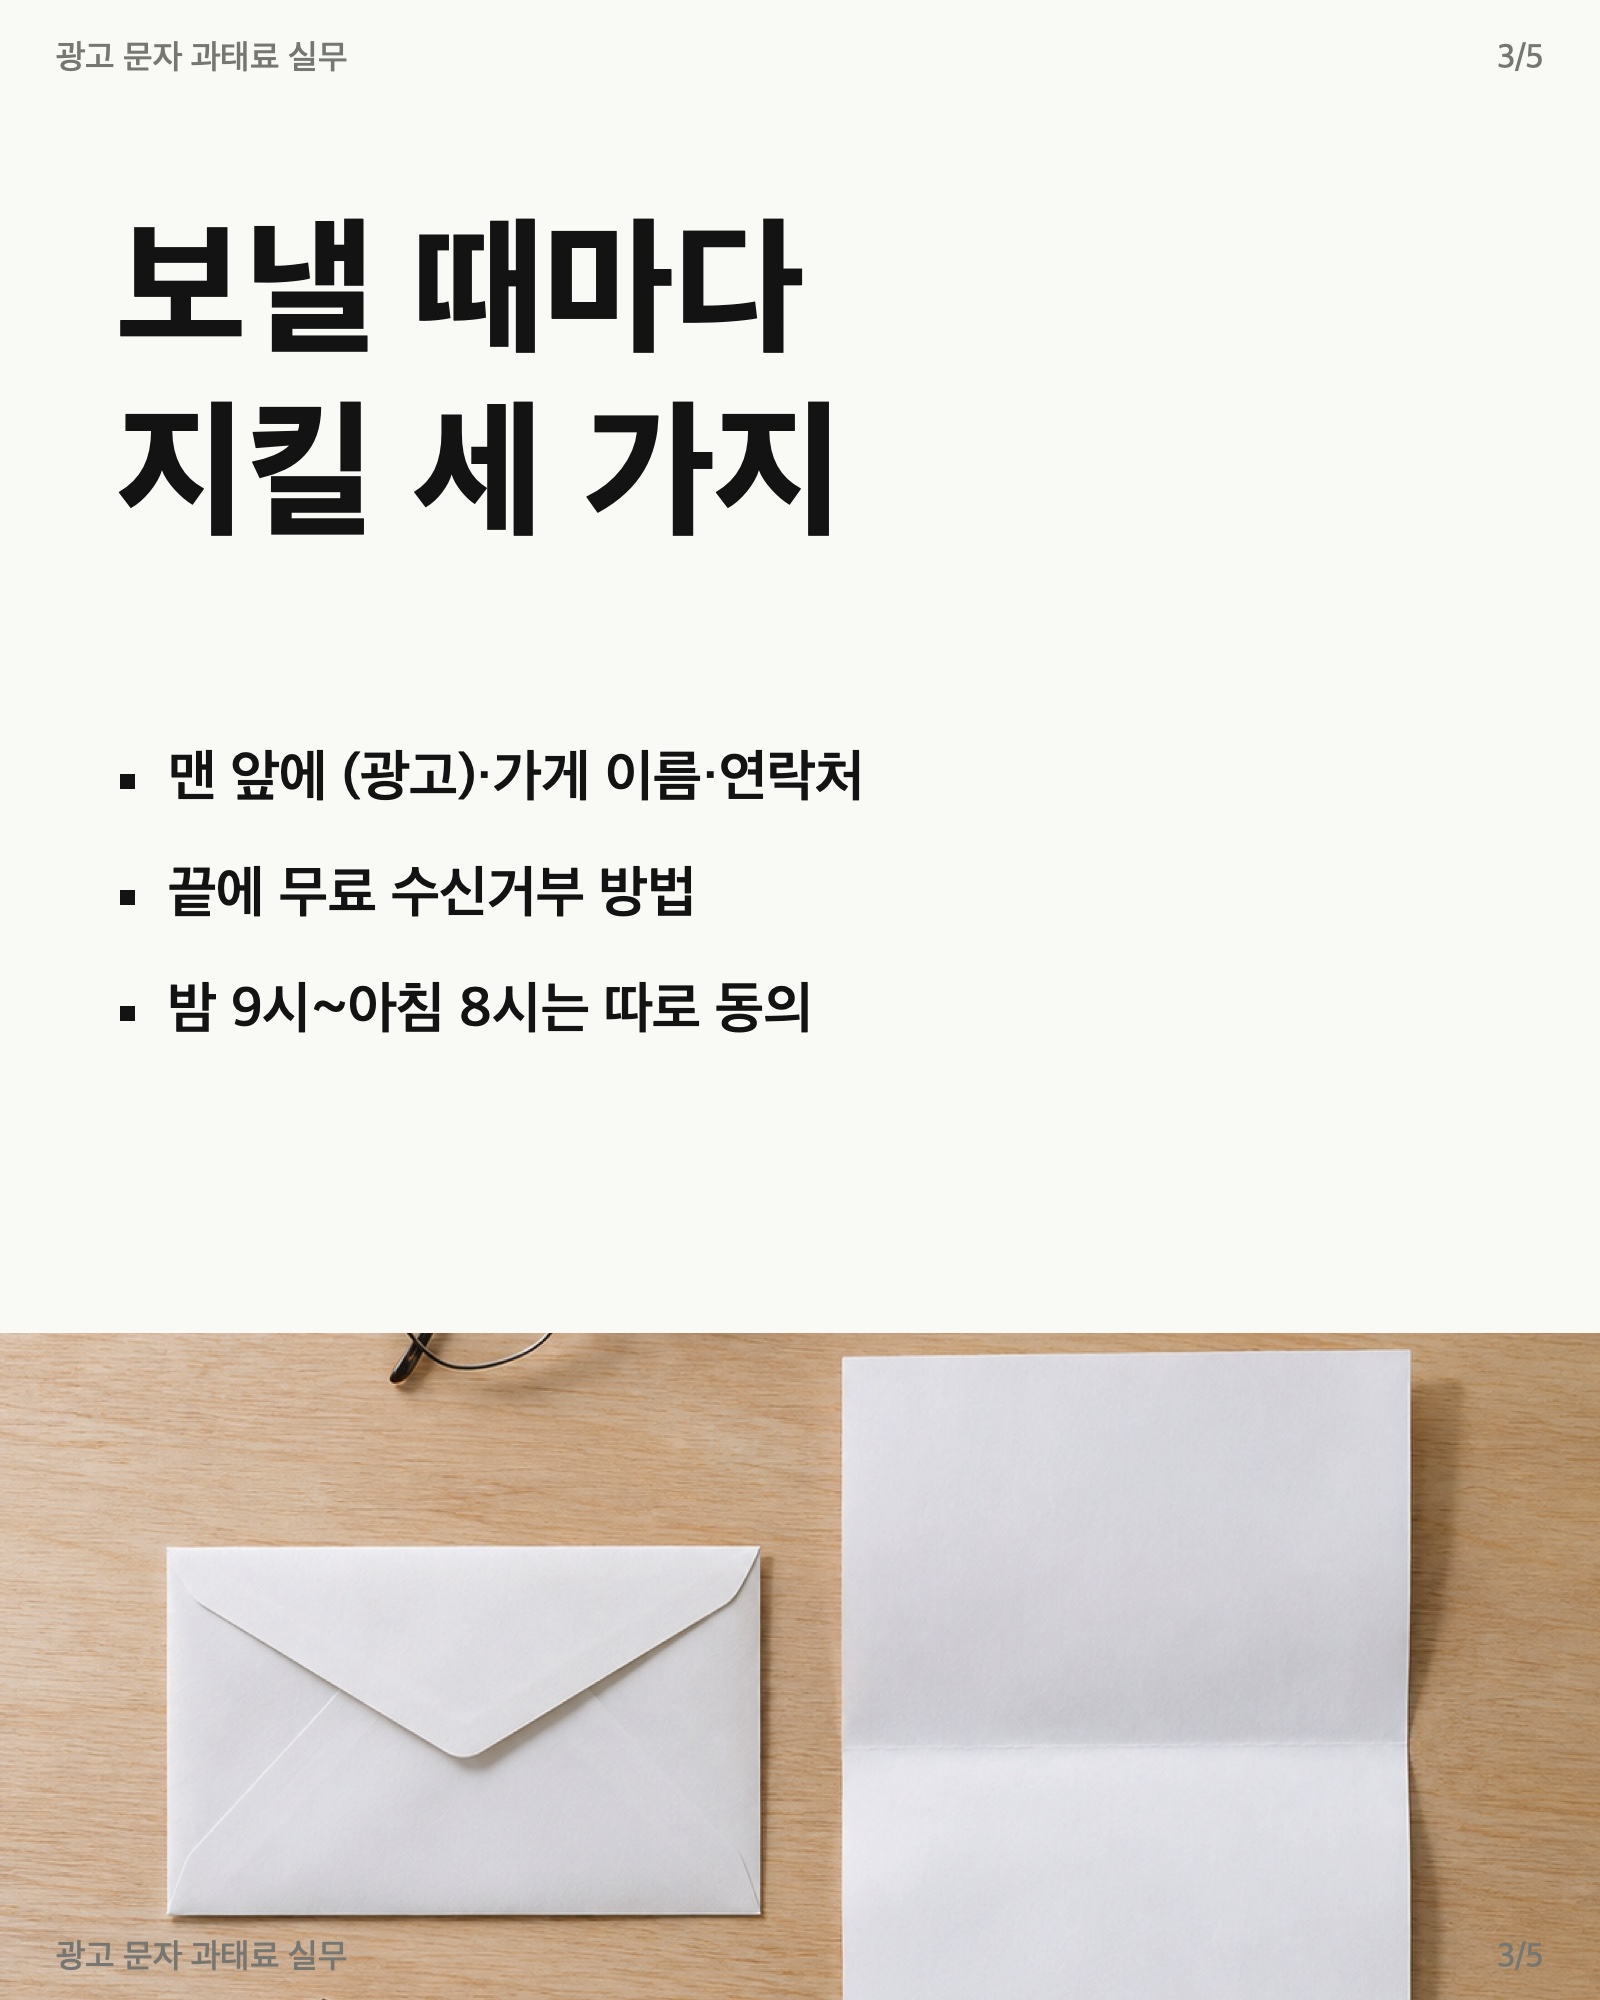 광고 문자 과태료 실무
3/5
보낼 때마다
지킬 세 가지
▪ 맨 앞에 (광고)·가게 이름·연락처
▪ 끝에 무료 수신거부 방법
▪ 밤 9시~아침 8시는 따로 동의
광고 문자 과태료 실무
3/5